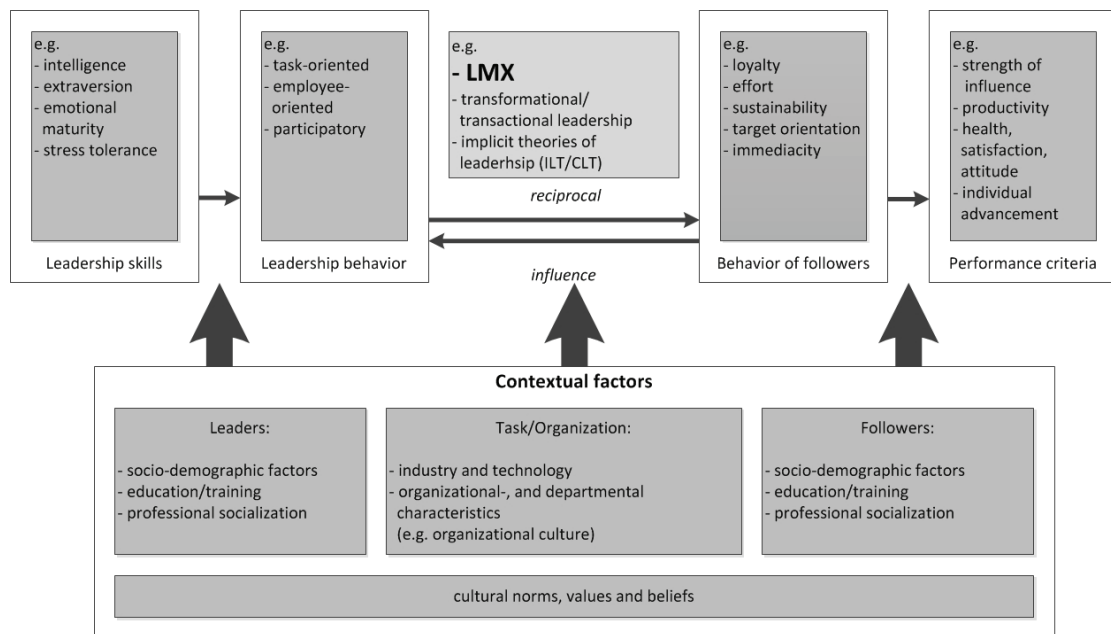 e.g.
- intelligence
- extraversion
- emotional
maturity
- stress tolerance
Leadership skills
e.g.
- task-oriented
- employee-
oriented
- participatory
Leadership behavior
e.g.
- LMX
- transformational/
transactional leadership
- implicit theories of
leaderhsip (ILT/CLT)
reciprocal
influence
e.g.
- loyalty
- effort
- sustainability
- target orientation
- immediacity
Behavior of followers
e.g.
- strength of
influence
- productivity
- health,
satisfaction,
attitude
- individual
advancement
Performance criteria
Contextual factors
Leaders:
- socio-demographic factors
- education/training
- professional socialization
Task/Organization:
- industry and technology
- organizational-, and departmental
characteristics
(e.g. organizational culture)
Followers:
- socio-demographic factors
- education/training
- professional socialization
cultural norms, values and beliefs